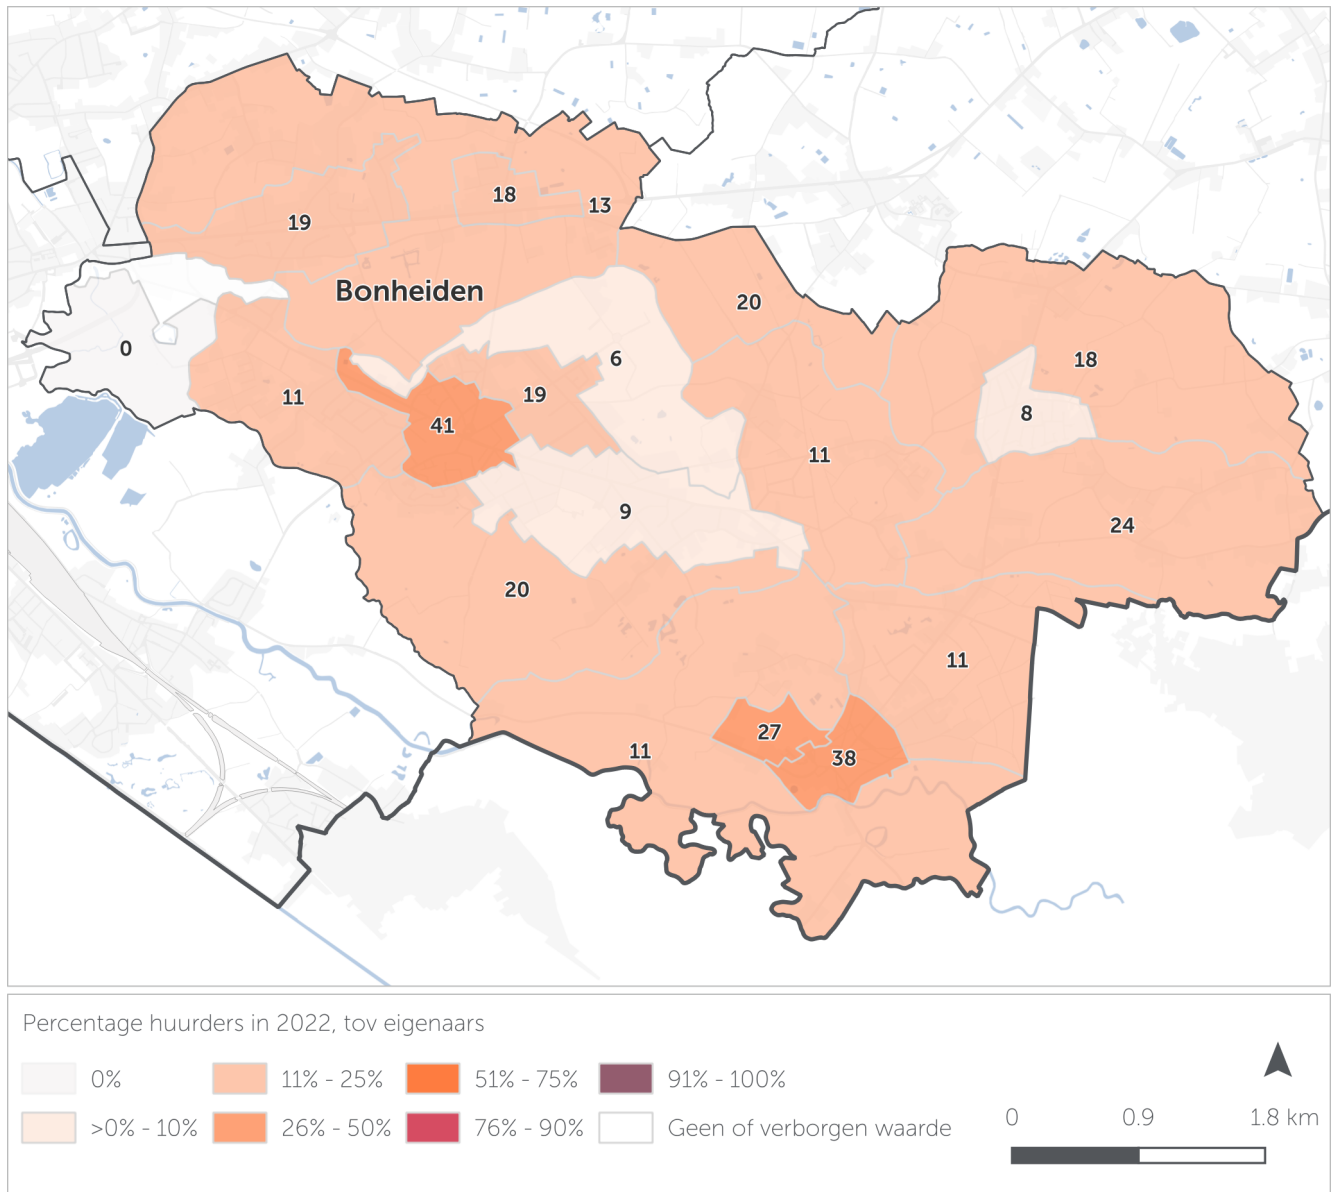 18
13
19
Bonheiden
20
0
6
18
11
19
8
41
11
9
24
20
11
27
11
38
Percentage huurders in 2022, tov eigenaars
0%
11% - 25%
51% - 75%
91% - 100%
>0% - 10%
26% - 50%
76% - 90%
Geen of verborgen waarde
0 0.9 1.8 km